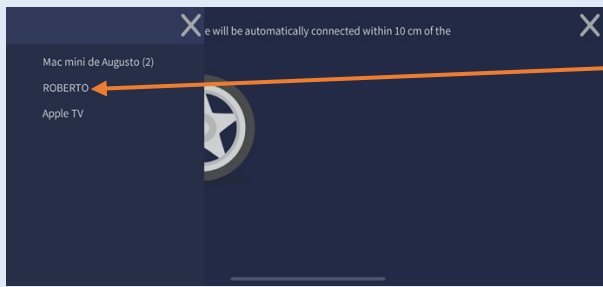 e will be automatically connected within 10 cm of the
Mac mini de Augusto (2)
ROBERTO
Apple TV